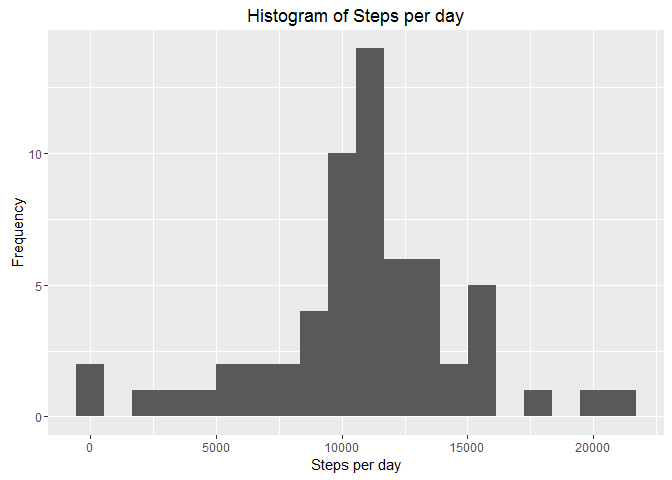 Histogram of Steps per day
Frequency
10
5
0
0 5000 10000 15000 20000
Steps per day